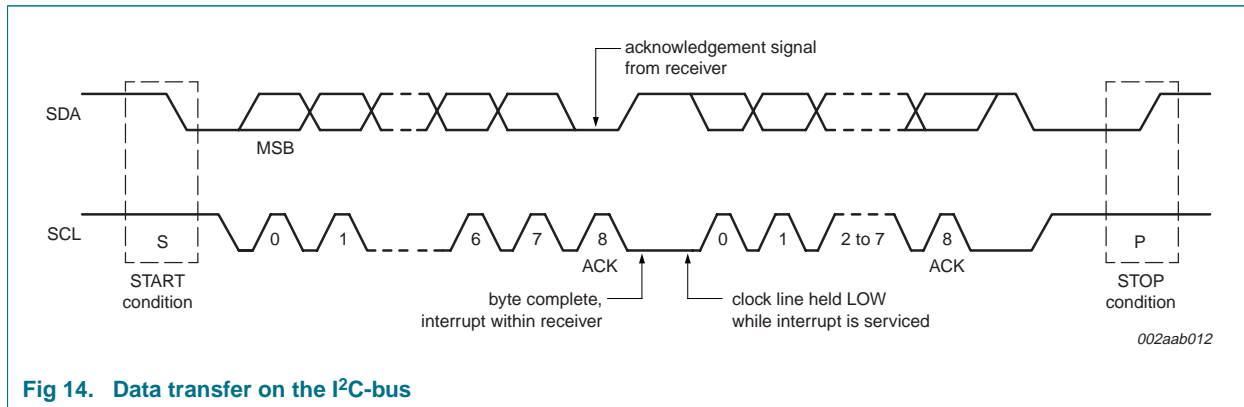 acknowledgement signal
from receiver
SDA
MSB
SCL
S
0
1
6
7
8
0
1
2 to 7
8
P
ACK
ACK
START
condition
byte complete,
interrupt within receiver
clock line held LOW
while interrupt is serviced
STOP
condition
002aab012
Fig 14. Data transfer on the I²C-bus